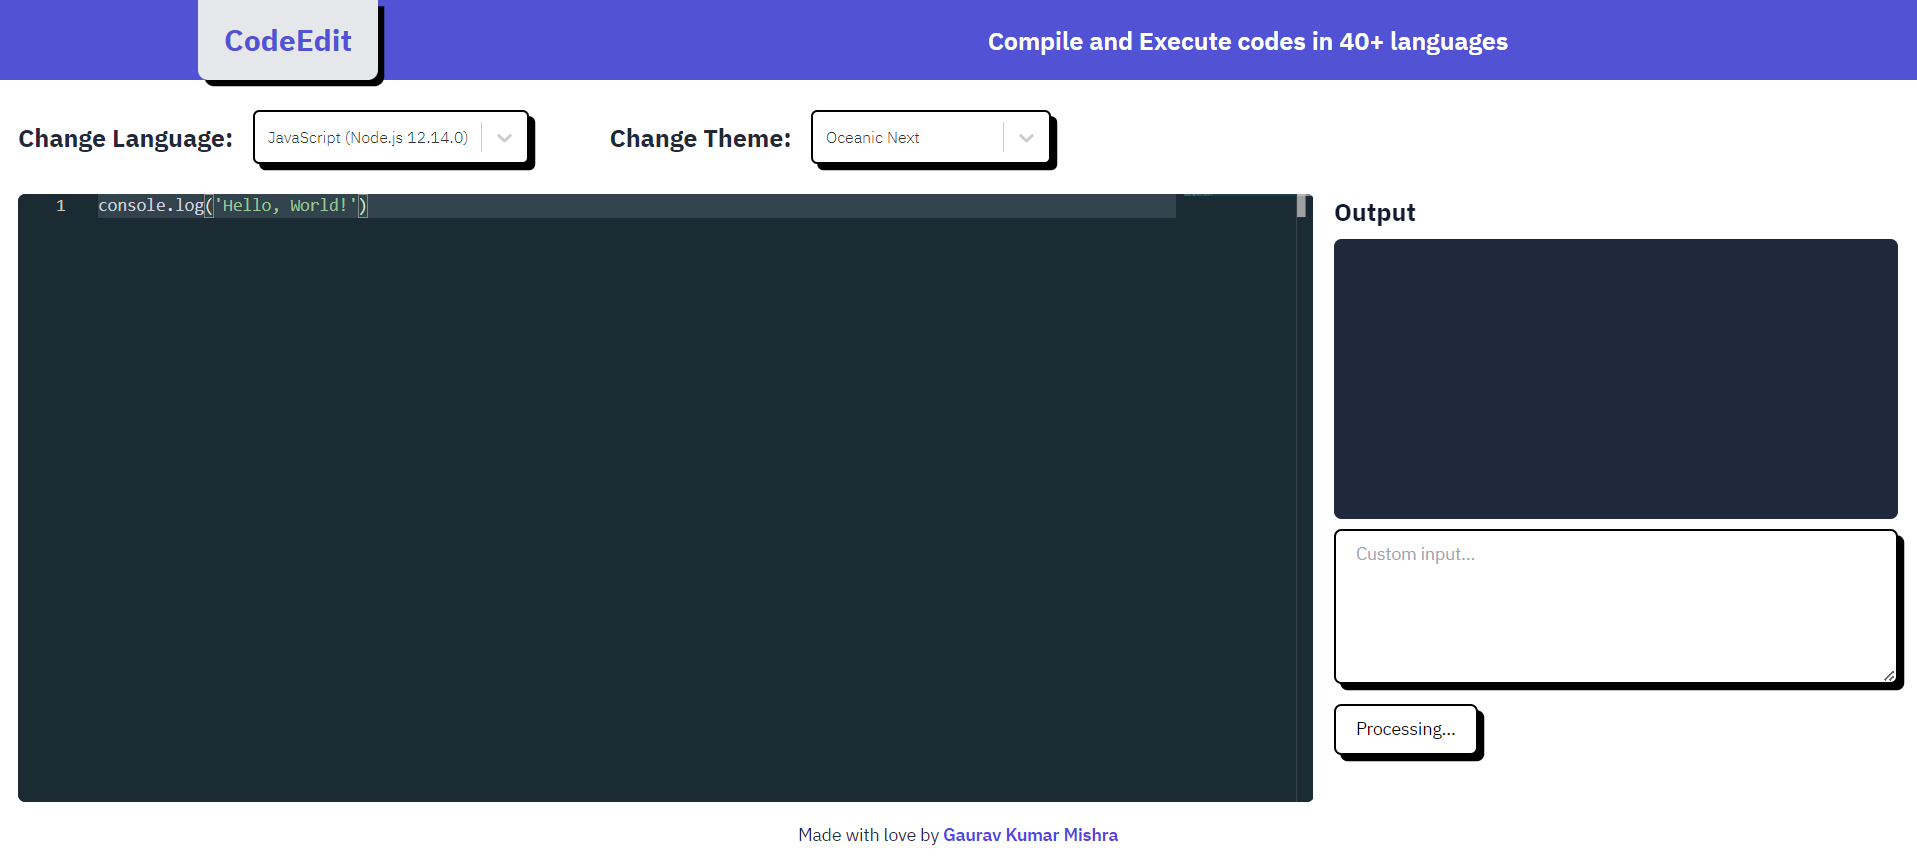 CodeEdit
Compile and Execute codes in 40+ languages
Change Language:
JavaScript (Node.js 12.14.0)
Change Theme:
Oceanic Next
1 console.log('Hello, World!')
Output
Custom input...
Processing...
Made with love by Gaurav Kumar Mishra